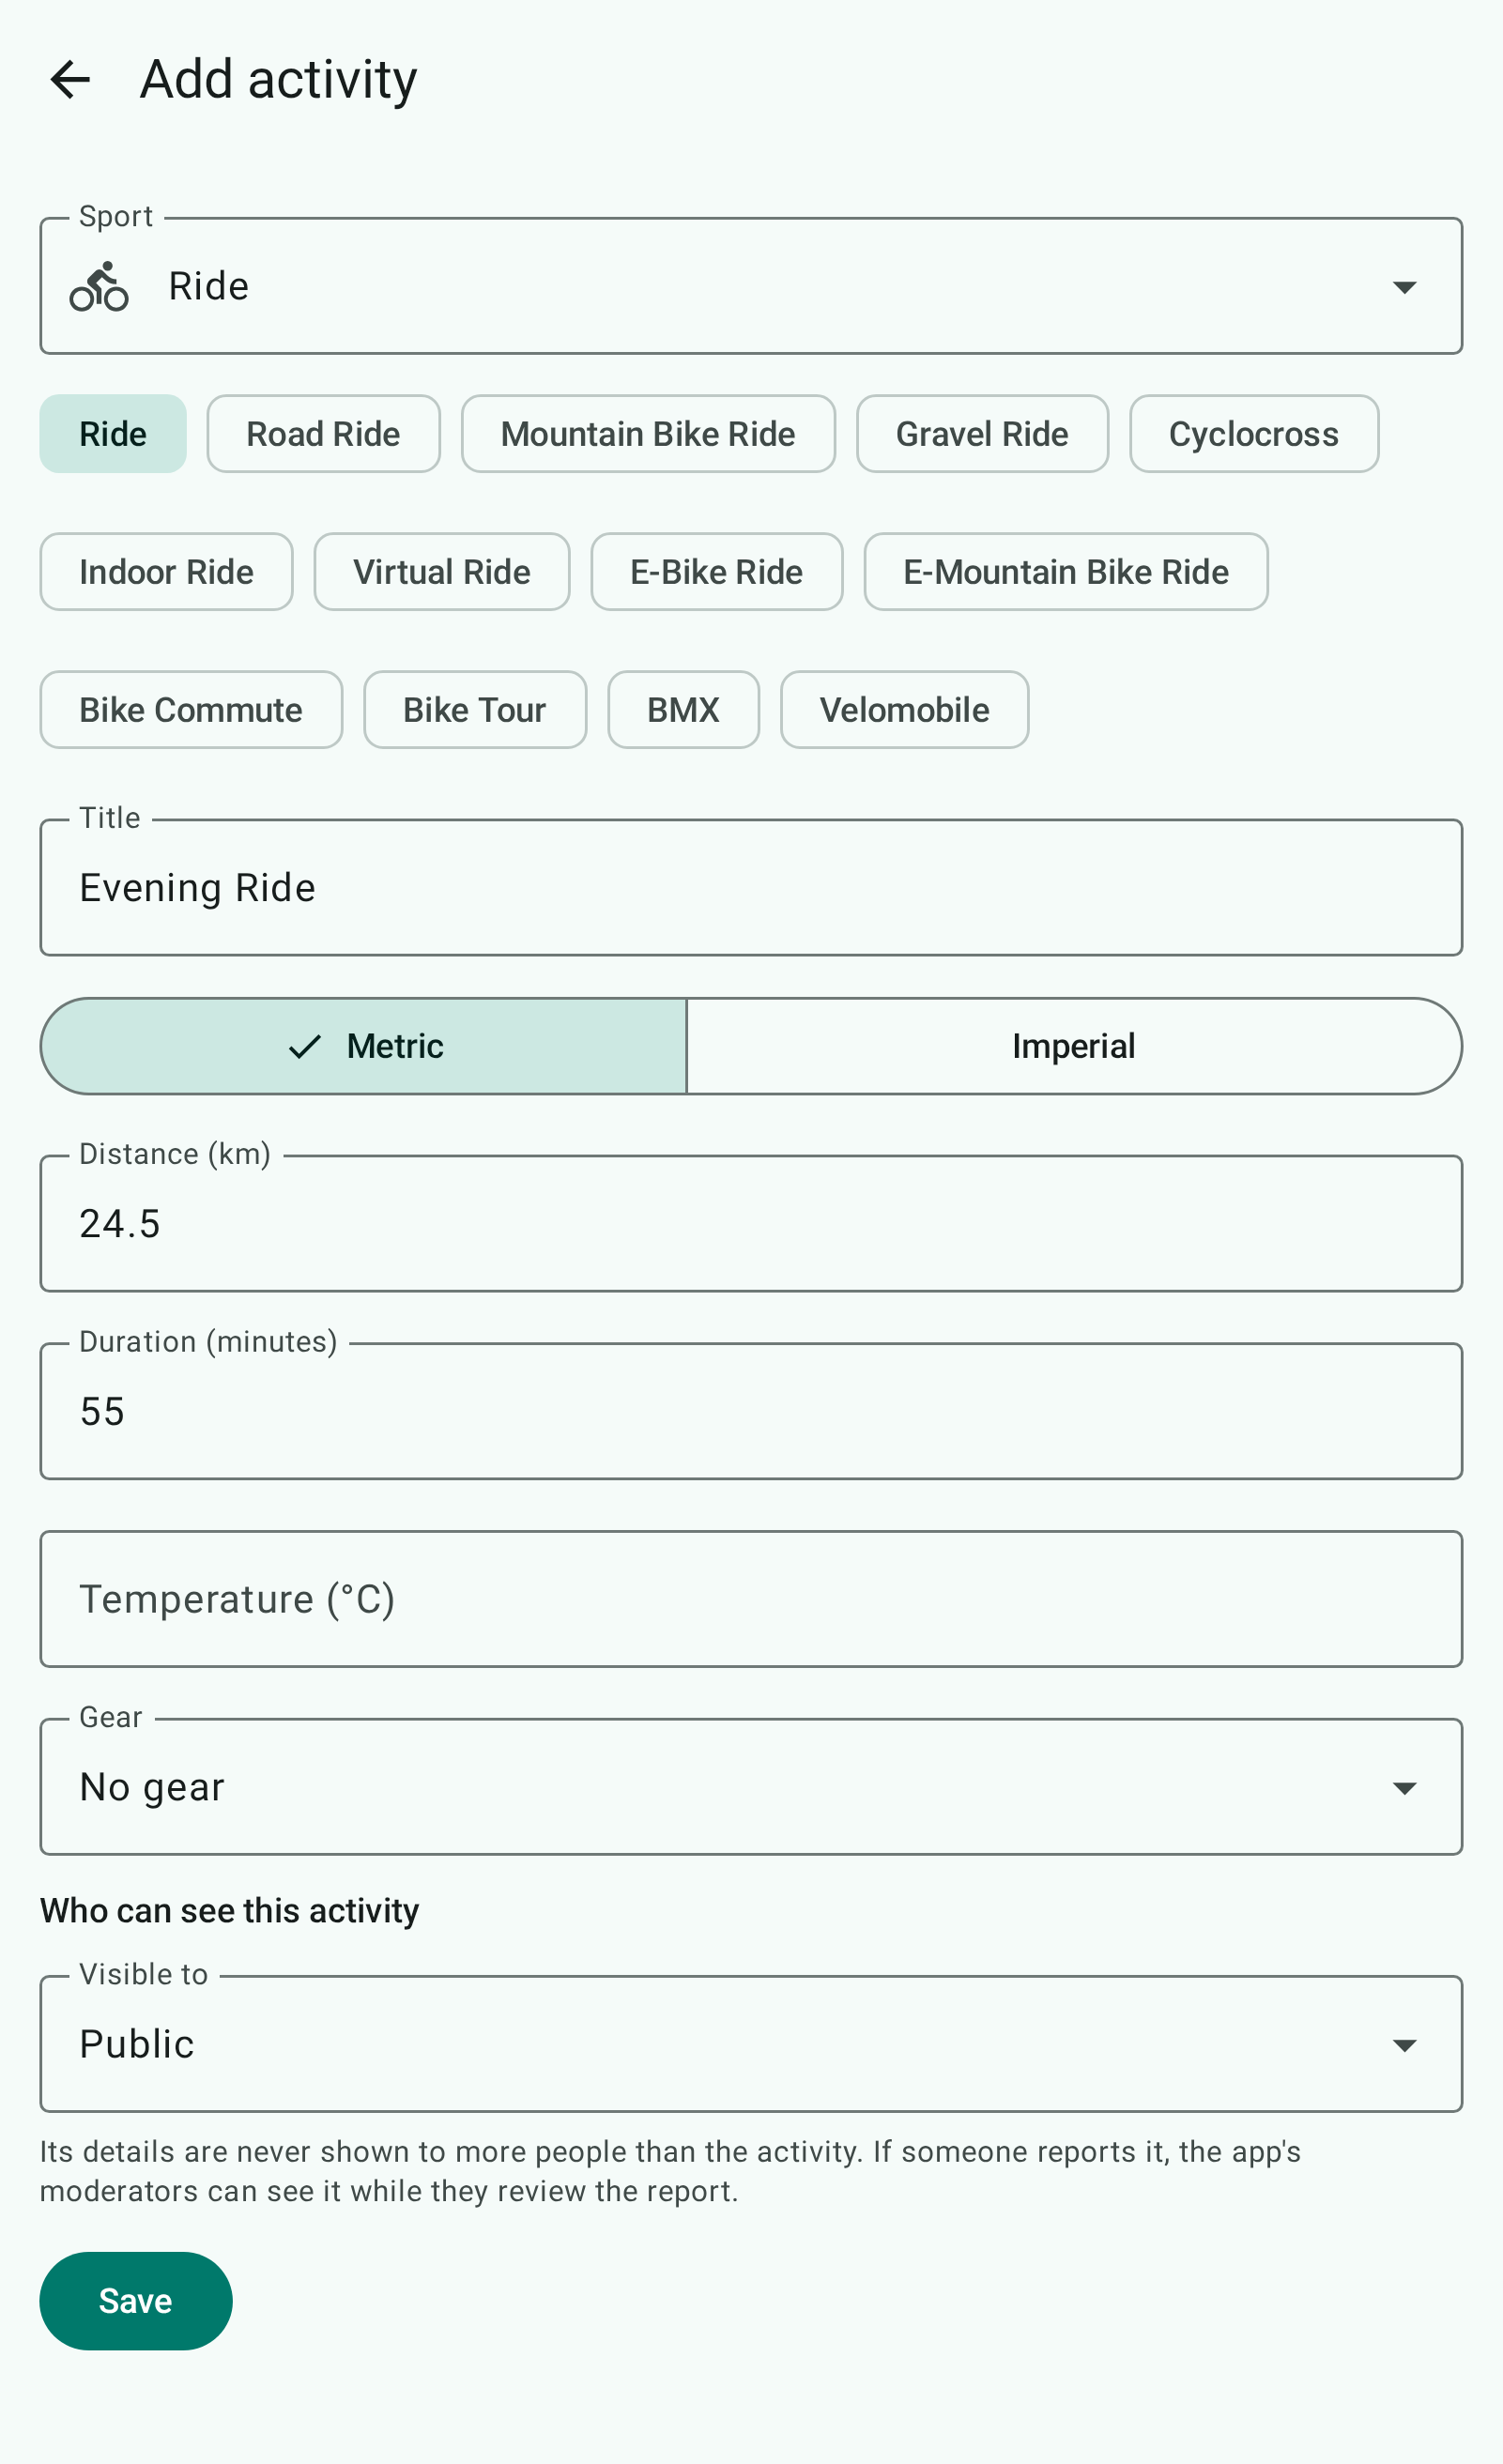 Add activity
Sport
Ride
Ride
Road Ride
Mountain Bike Ride
Gravel Ride
Cyclocross
Indoor Ride
Virtual Ride
E-Bike Ride
E-Mountain Bike Ride
Bike Commute
Bike Tour
BMX
Velomobile
Title
Evening Ride
Metric
Imperial
Distance (km)
24.5
Duration (minutes)
55
Temperature (°C)
Gear
No gear
Who can see this activity
Visible to
Public
Its details are never shown to more people than the activity. If someone reports it, the app's
moderators can see it while they review the report.
Save